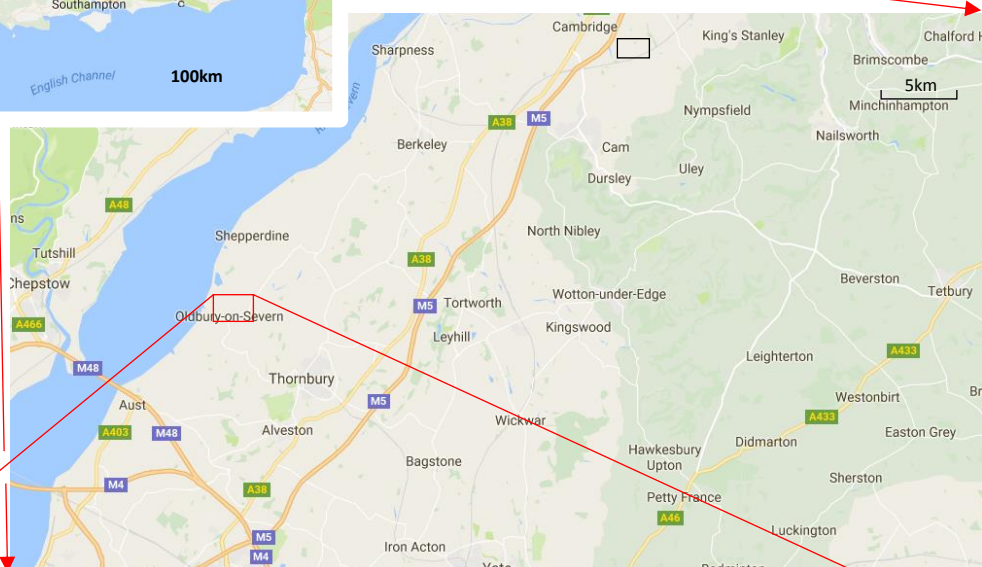 Southampton
English Channel
100km
Cambridge
King's Stanley
Chalford
Sharpness
Brimscombe
5km
Minchinhampton
Nympsfield
Nailsworth
A38
M5
Berkeley
Cam
Uley
Dursley
A48
Shepperdine
North Nibley
Tutshill
Chepstow
A38
Beverston
Tetbury
Wotton-under-Edge
M5
Tortworth
A466
Oldbury-on-Severn
Kingswood
Leyhill
A433
Leighterton
M48
Thornbury
Westonbirt
Aust
M5
A433
Wickwar
A403
M48
Alveston
Easton Grey
Didmarton
Hawkesbury
Upton
Bagstone
Sherston
M4
A38
Petty France
A46
Luckington
M5
Iron Acton
M4